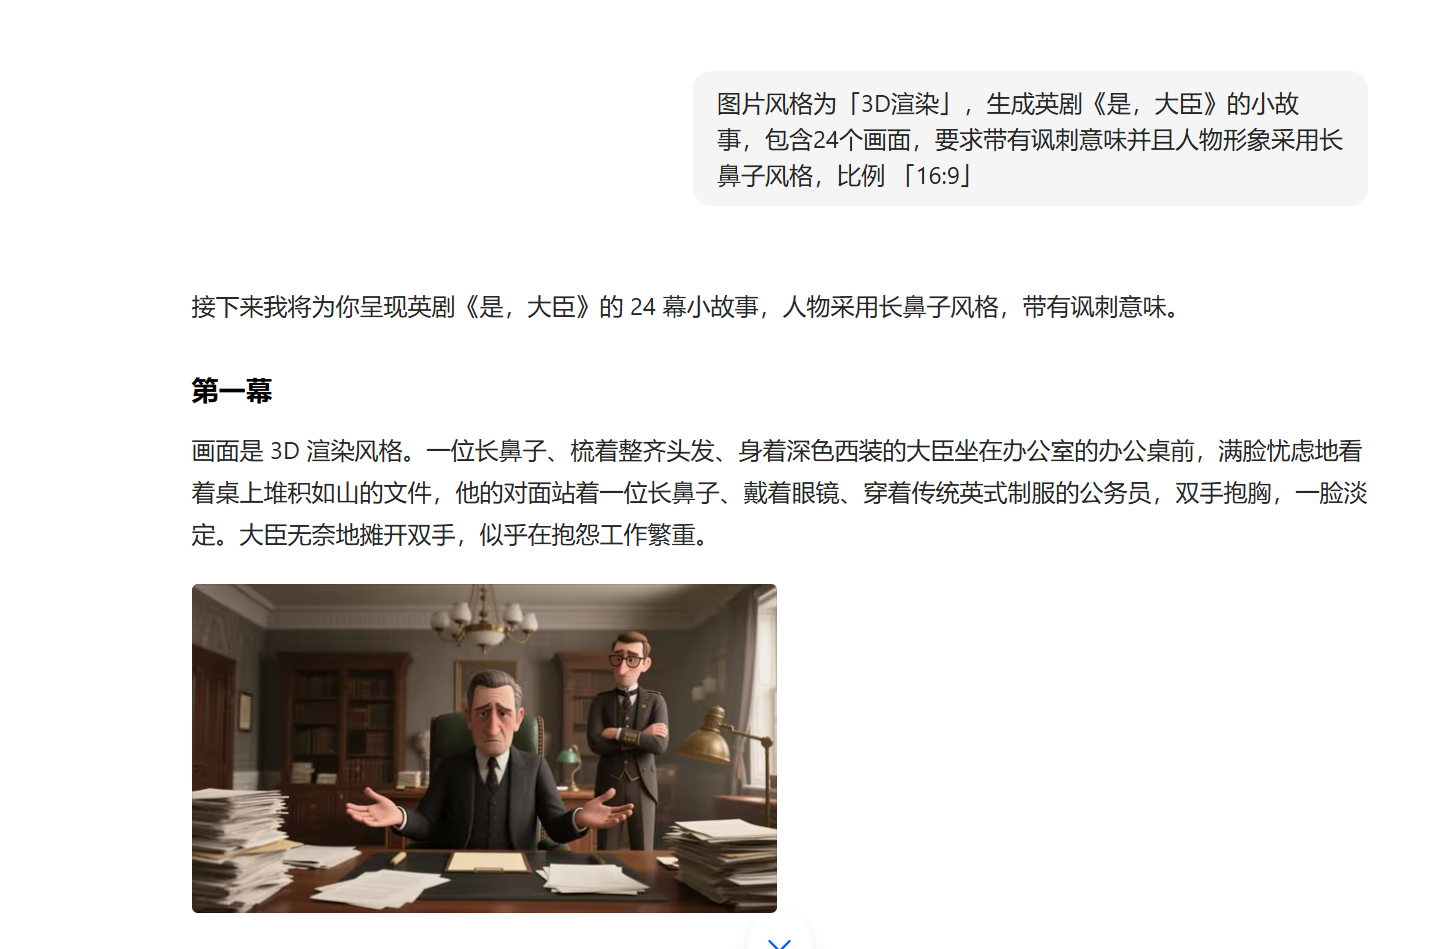 图片风格为「3D渲染」，生成英剧《是，大臣》的小故
事，包含24个画面，要求带有讽刺意味并且人物形象采用长
鼻子风格，比例 「16:9」
接下来我将为你呈现英剧《是，大臣》的 24 幕小故事，人物采用长鼻子风格，带有讽刺意味。
第一幕
画面是 3D 渲染风格。一位长鼻子、梳着整齐头发、身着深色西装的大臣坐在办公室的办公桌前，满脸忧虑地看
着桌上堆积如山的文件，他的对面站着一位长鼻子、戴着眼镜、穿着传统英式制服的公务员，双手抱胸，一脸淡
定。大臣无奈地摊开双手，似乎在抱怨工作繁重。